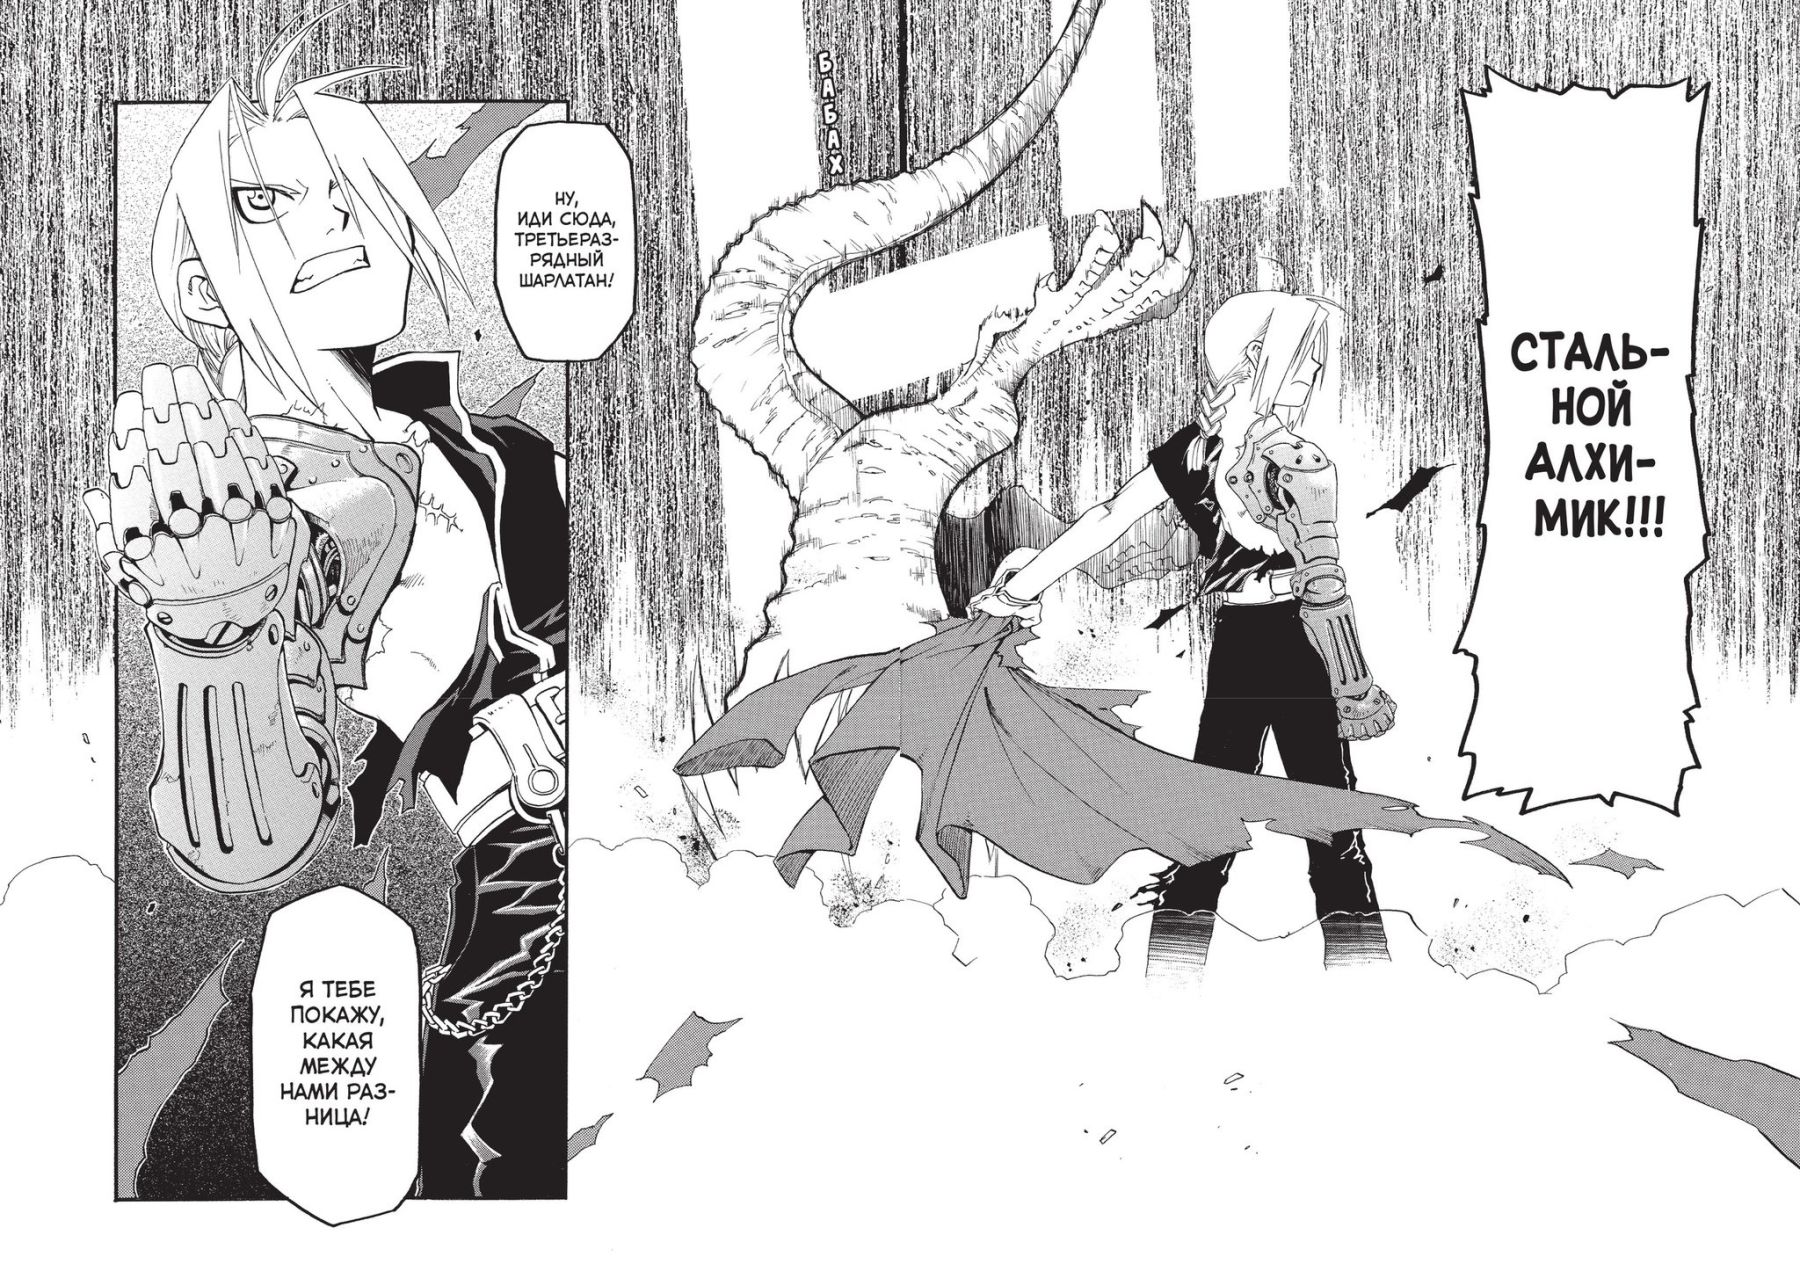 СТАЛЬ-
НОЙ
АЛХИ-
МИК!!!
БАБАХ
НУ,
ИДИ СЮДА,
ТРЕТЬЕРАЗ-
РЯДНЫЙ
ШАРЛАТАН!
Я ТЕБЕ
ПОКАЖУ,
КАКАЯ
МЕЖДУ
НАМИ РАЗ-
НИЦА!